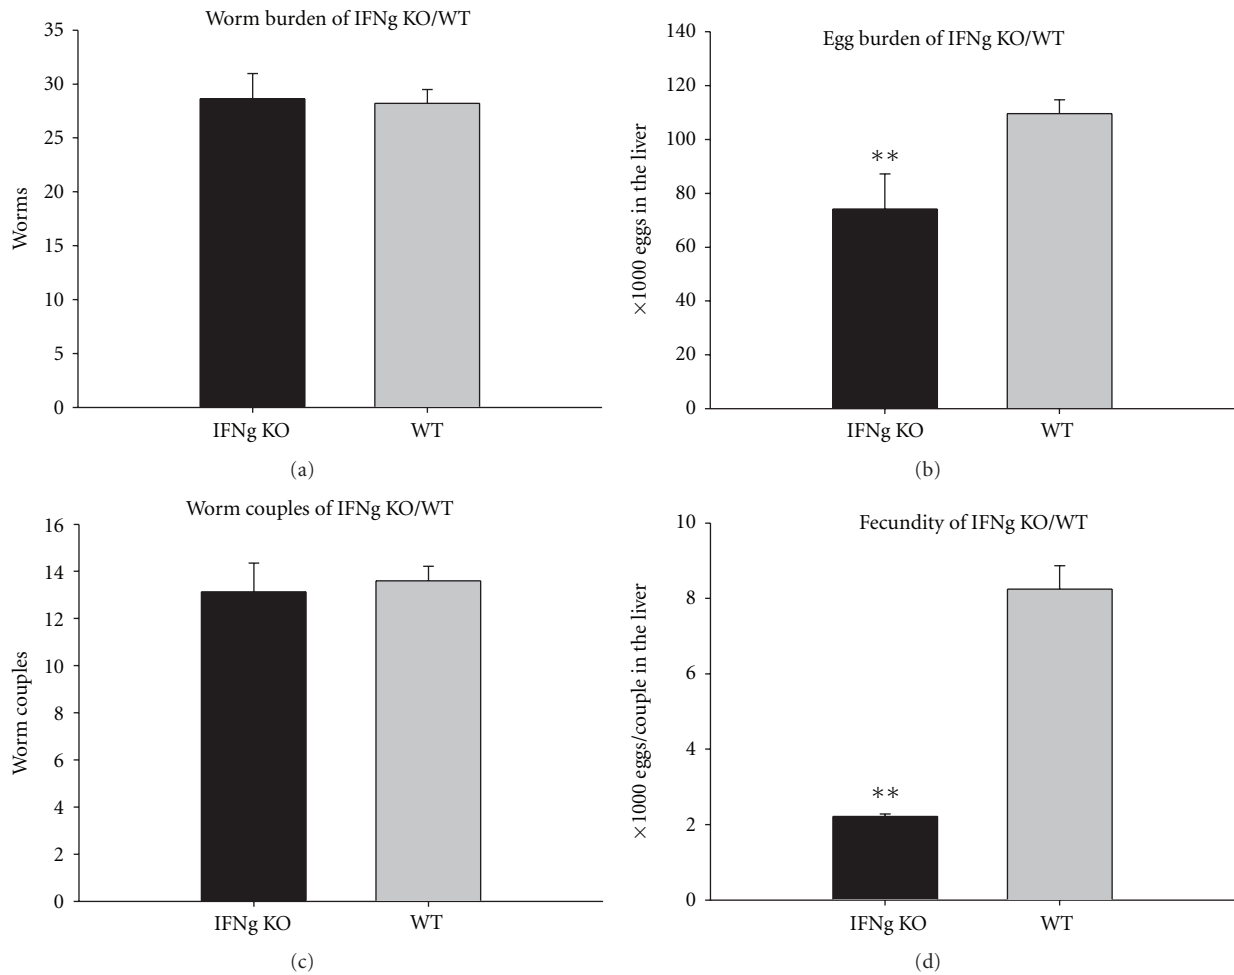 Worm burden of IFNg KO/WT
35
30
25
20
15
10
5
0
Worms
IFNg KO
WT
(a)
Egg burden of IFNg KO/WT
140
120
100
80
60
40
20
0
×1000 eggs in the liver
**
IFNg KO
WT
(b)
Worm couples of IFNg KO/WT
16
14
12
10
8
6
4
2
0
Worm couples
IFNg KO
WT
(c)
Fecundity of IFNg KO/WT
10
8
6
4
2
0
×1000 eggs/couple in the liver
**
IFNg KO
WT
(d)